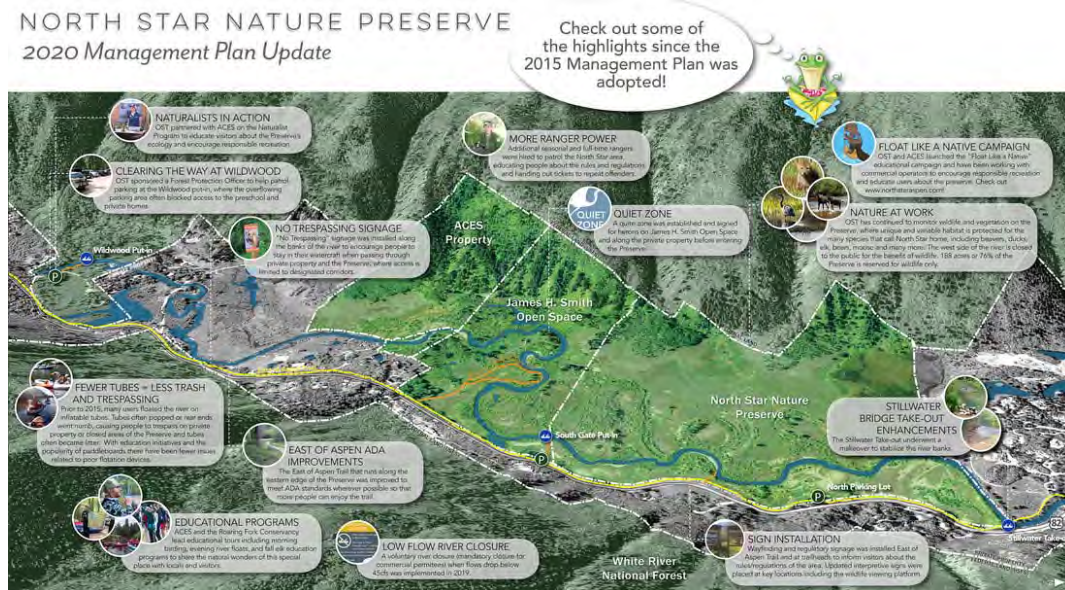 NORTH STAR NATURE PRESERVE
2020 Management Plan Update
Check out some of
the highlights since the
2015 Management Plan was
adopted!
NATURALISTS IN ACTION
OST partnered with ACES on the Naturalist
Program to educate visitors about the Preserve's
ecology and encourage responsible recreation.
CLEARING THE WAY AT WILDWOOD
OST sponsored a Forest Protection Officer to help patrol
parking at the Wildwood put-in, where the overflowing
parking area often blocked access to the preschool and
private homes.
NO TRESPASSING SIGNAGE
"No Trespassing" signage was installed along
the banks of the river to encourage people to
stay in their watercraft when passing through
private property and the Preserve, where access is
limited to designated corridors.
MORE RANGER POWER
Additional seasonal and full-time rangers
were hired to patrol the North Star area,
educating people about the rules and regulations
and handing out tickets to repeat offenders.
QUIET
ZONE
QUIET ZONE
A quite zone was established and signed
for herons on James H. Smith Open Space
and along the private property before entering
the Preserve.
FLOAT LIKE A NATIVE CAMPAIGN
OST and ACES launched the "Float Like a Native"
educational campaign and have been working with
commercial operators to encourage responsible recreation
and educate users about the preserve. Check out
www.northstaraspen.com!
NATURE AT WORK
OST has continued to monitor wildlife and vegetation on the
Preserve, where unique and variable habitat is protected for the
many species that call North Star home, including beavers, ducks,
elk, bears, moose and many more! The west side of the river is closed
to the public for the benefit of wildlife. 188 acres or 76% of the
Preserve is reserved for wildlife only.
Wildwood Put-in
P
ACES
Property
James H. Smith
Open Space
North Star Nature
Preserve
South Gate Put-in
P
North Parking Lot
P
82
FEWER TUBES = LESS TRASH
AND TRESPASSING
Prior to 2015, many users floated the river on
inflatable tubes. Tubes often popped or rear ends
went numb, causing people to trespass on private
property or closed areas of the Preserve and tubes
often became litter. With education initiatives and the
popularity of paddleboards there have been fewer issues
related to poor flotation devices.
EAST OF ASPEN ADA
IMPROVEMENTS
The East of Aspen Trail that runs along the
eastern edge of the Preserve was improved to
meet ADA standards wherever possible so that
more people can enjoy the trail.
STILLWATER
BRIDGE TAKE-OUT
ENHANCEMENTS
The Stillwater Take-out underwent a
makeover to stabilize the river banks.
EDUCATIONAL PROGRAMS
ACES and the Roaring Fork Conservancy
lead educational tours including morning
birding, evening river floats, and fall elk education
programs to share the natural wonders of this special
place with locals and visitors.
LOW FLOW RIVER CLOSURE
A voluntary river closure (mandatory closure for
commercial permitees) when flows drop below
45cfs was implemented in 2019.
White River
National Forest
SIGN INSTALLATION
Wayfinding and regulatory signage was installed East of
Aspen Trail and at trailheads to inform visitors about the
rules/regulations of the area. Updated interpretive signs were
placed at key locations including the wildlife viewing platform.
Stillwater Take-